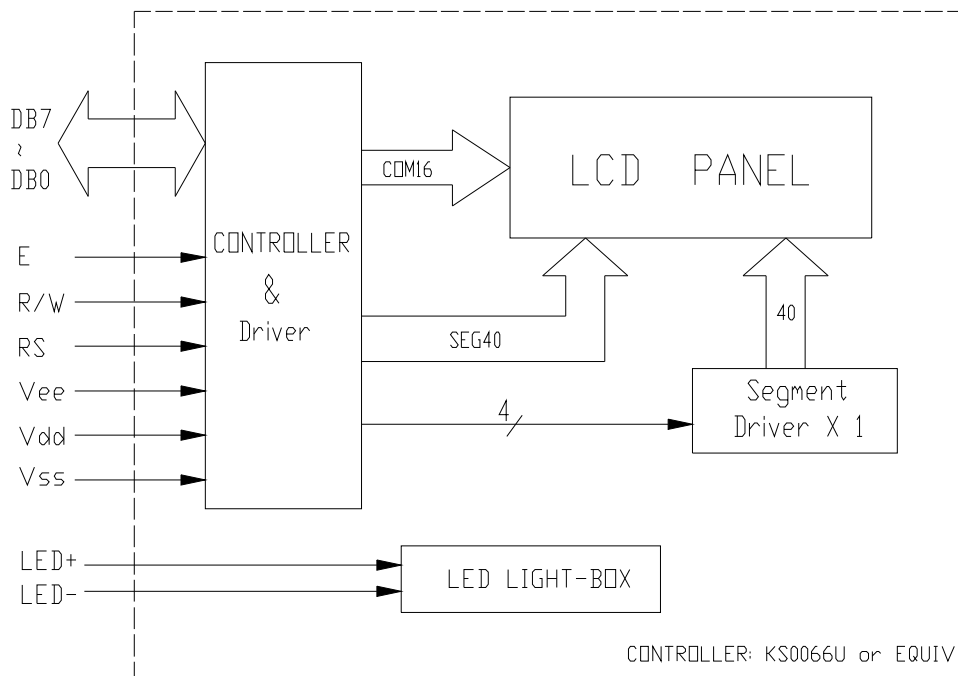 DB7
~
DB0
E
R/W
RS
Vee
Vdd
Vss
LED+
LED-
CONTROLLER
&
Driver
COM16
SEG40
4
LCD PANEL
40
Segment
Driver X 1
LED LIGHT-BOX
CONTROLLER: KS0066U or EQUIV